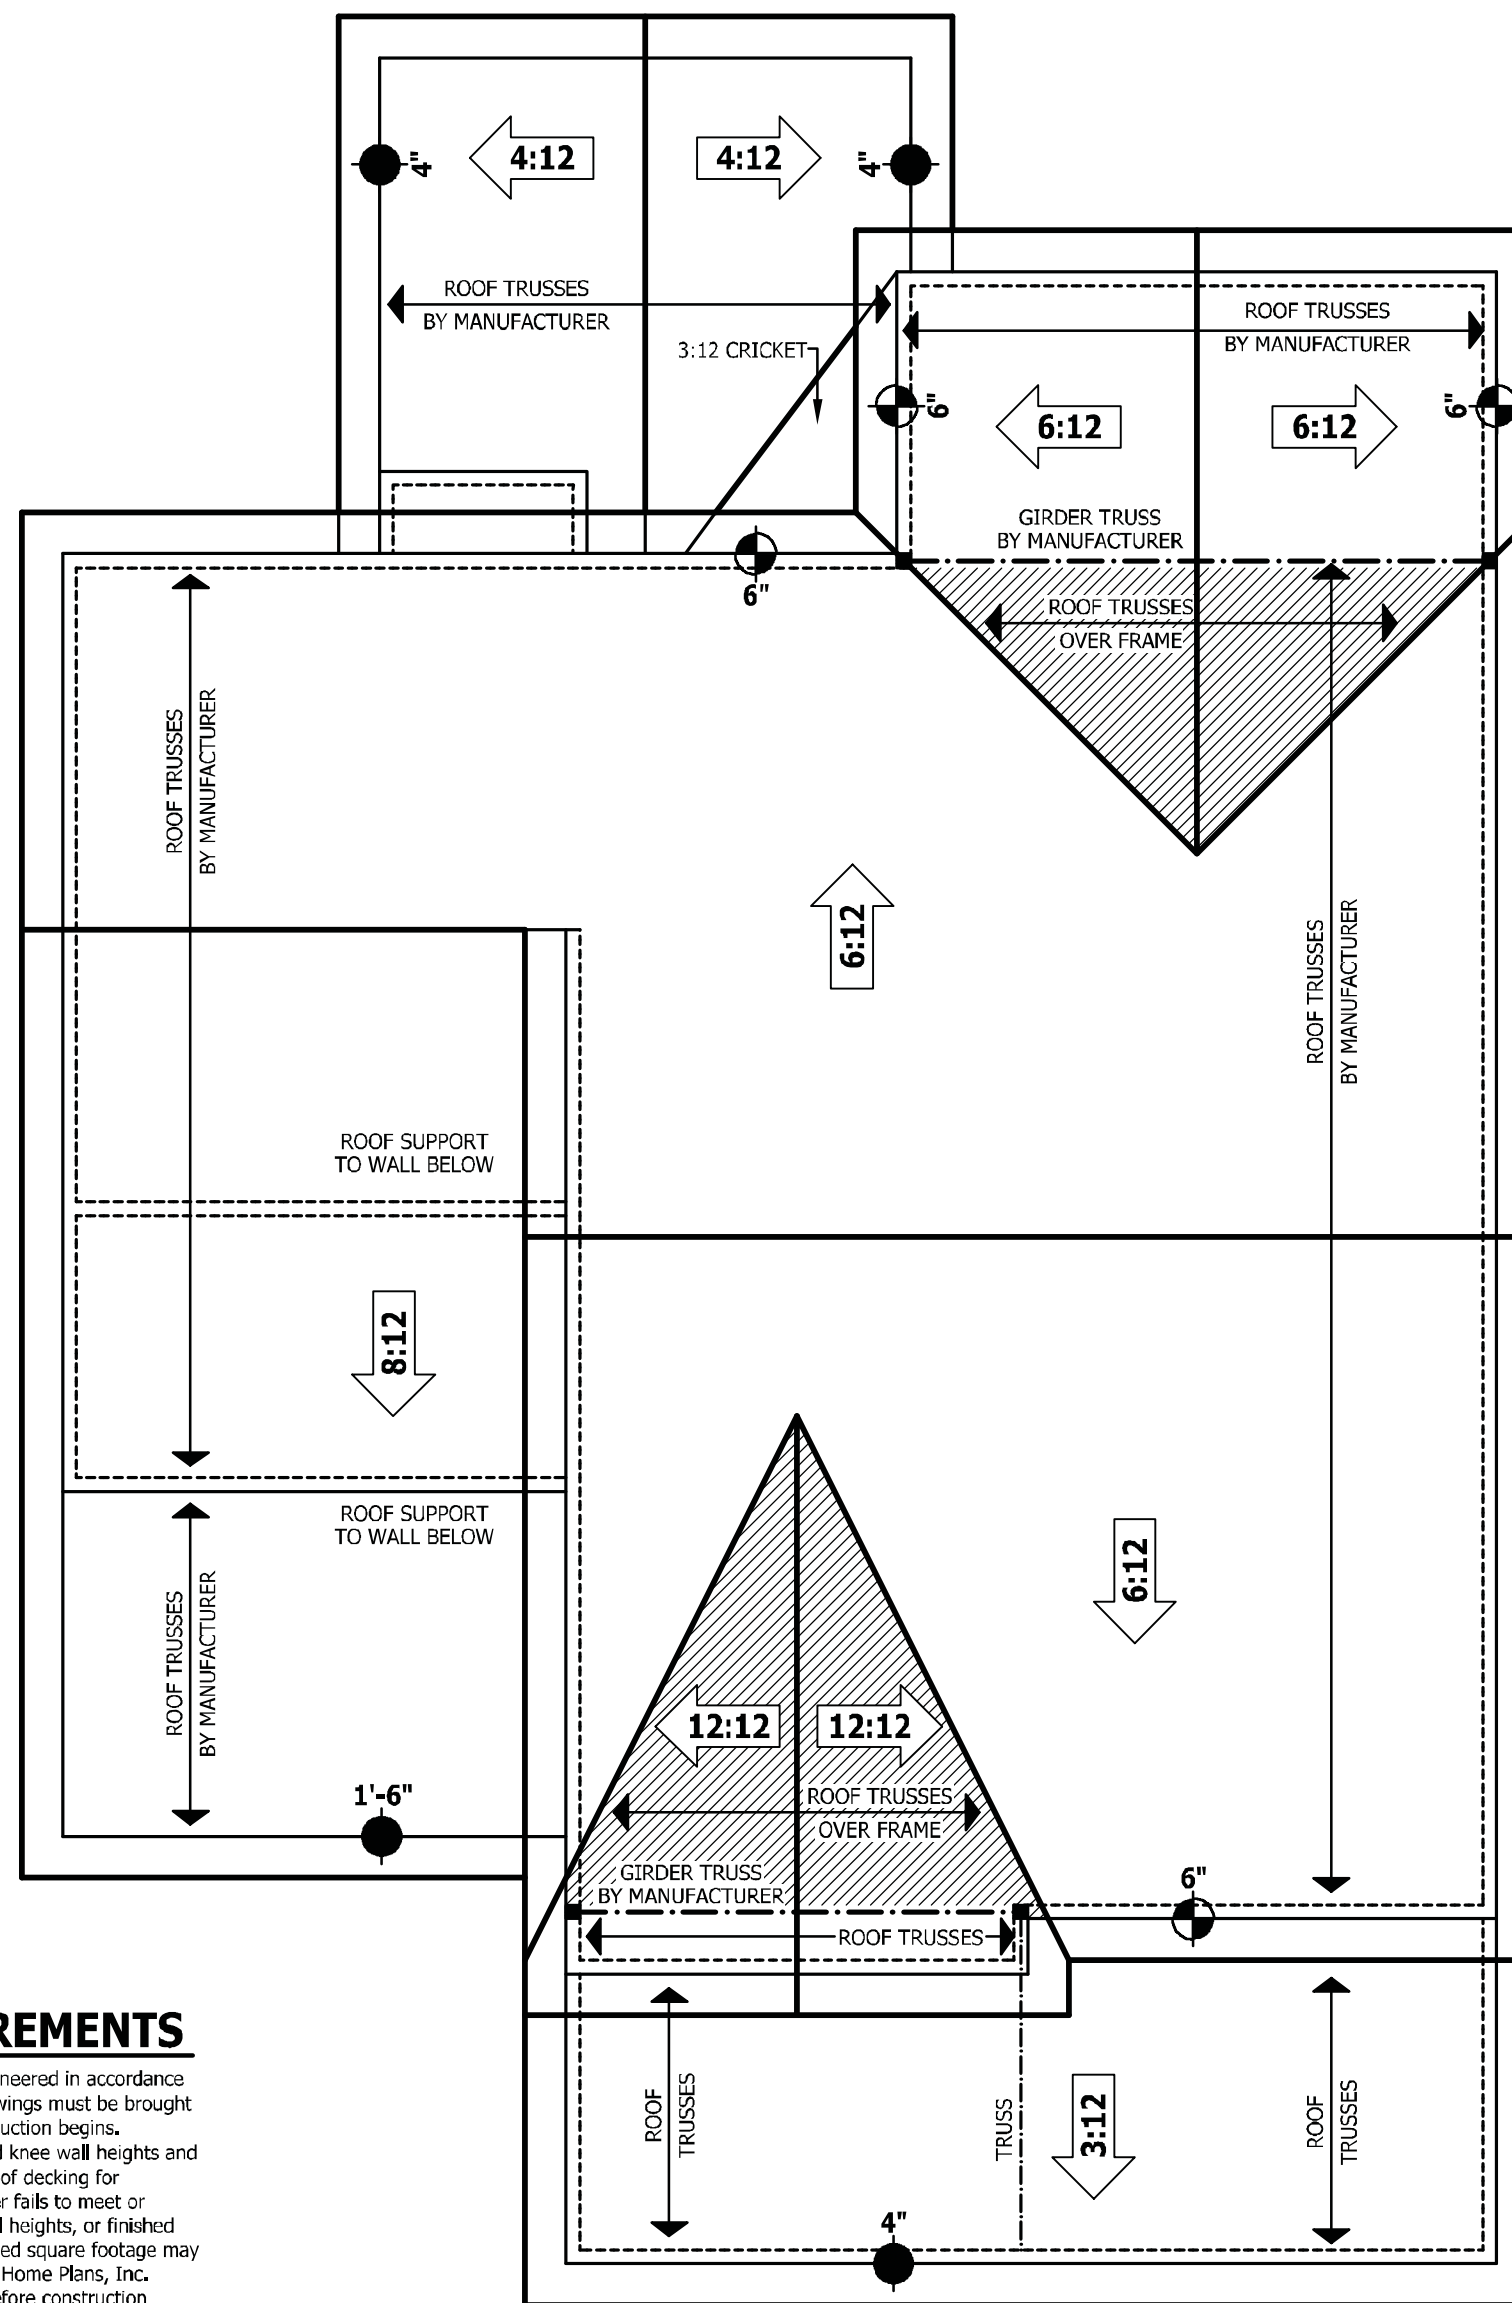 4"
4:12
4:12
4"
ROOF TRUSSES
BY MANUFACTURER
ROOF TRUSSES
BY MANUFACTURER
3:12 CRICKET
6"
6:12
6:12
6"
GIRDER TRUSS
BY MANUFACTURER
6"
ROOF TRUSSES
OVER FRAME
ROOF TRUSSES
BY MANUFACTURER
6:12
ROOF TRUSSES
BY MANUFACTURER
ROOF SUPPORT
TO WALL BELOW
8:12
ROOF SUPPORT
TO WALL BELOW
6:12
ROOF TRUSSES
BY MANUFACTURER
12:12
12:12
1'-6"
ROOF TRUSSES
OVER FRAME
GIRDER TRUSS
BY MANUFACTURER
6"
ROOF TRUSSES
ROOF
TRUSSES
TRUSS
3:12
ROOF
TRUSSES
4"
REMENTS
neered in accordance
wings must be brought
uction begins.
l knee wall heights and
of decking for
r fails to meet or
l heights, or finished
ed square footage may
Home Plans, Inc.
efore construction